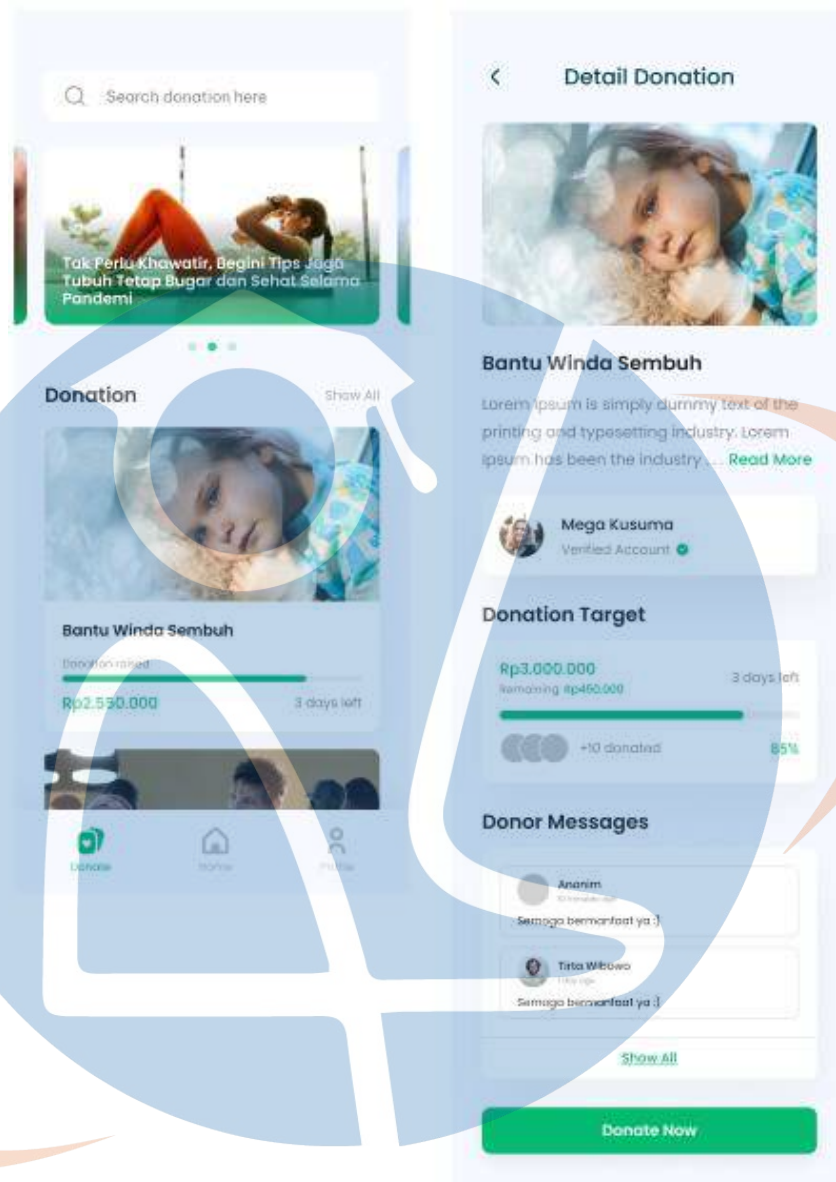 Search donation here
Tak Perlu Khawatir, Begini Tips Jaga
Tubuh Tetap Bugar dan Sehat Selama
Pandemi
Donation
Show All
Bantu Winda Sembuh
Donation raised
Rp2.550.000
3 days left
Donate
Home
Profile
Detail Donation
Bantu Winda Sembuh
Lorem Ipsum is simply dummy text of the
printing and typesetting industry. Lorem
Ipsum has been the industry ... Read More
Mega Kusuma
Verified Account
Donation Target
Rp3.000.000
3 days left
Remaining Rp450.000
+10 donated
85%
Donor Messages
Anonim
Semoga bermanfaat ya :)
Tirta Wibowo
1 day ago
Semoga bermanfaat ya :)
Show All
Donate Now